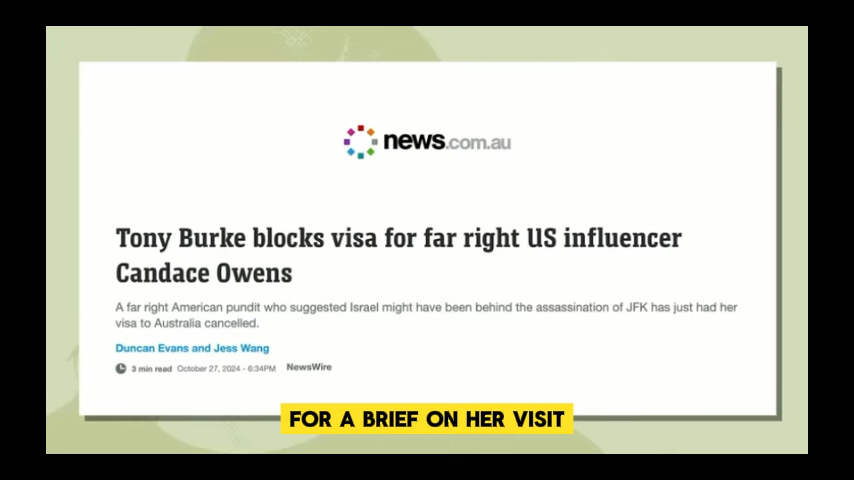 news.com.au
Tony Burke blocks visa for far right US influencer
Candace Owens
A far right American pundit who suggested Israel might have been behind the assassination of JFK has just had her
visa to Australia cancelled.
Duncan Evans and Jess Wang
3 min read October 27, 2024 - 6:34PM NewsWire
FOR A BRIEF ON HER VISIT